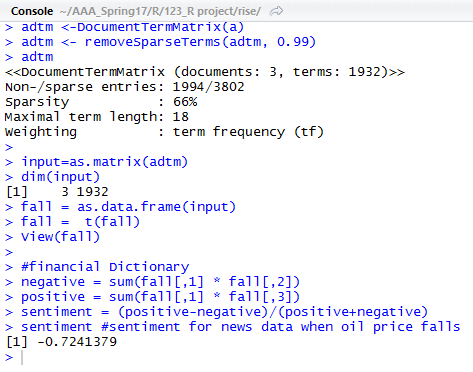 Console ~/AAA_Spring17/R/123_R project/rise/
> adtm <-DocumentTermMatrix(a)
> adtm <- removeSparseTerms(adtm, 0.99)
> adtm
<<DocumentTermMatrix (documents: 3, terms: 1932)>>
Non-/sparse entries: 1994/3802
Sparsity           : 66%
Maximal term length: 18
Weighting          : term frequency (tf)
>
> input=as.matrix(adtm)
> dim(input)
[1]    3 1932
> fall = as.data.frame(input)
> fall =  t(fall)
> View(fall)
>
> #financial Dictionary
> negative = sum(fall[,1] * fall[,2])
> positive = sum(fall[,1] * fall[,3])
> sentiment = (positive-negative)/(positive+negative)
> sentiment #sentiment for news data when oil price falls
[1] -0.7241379
>